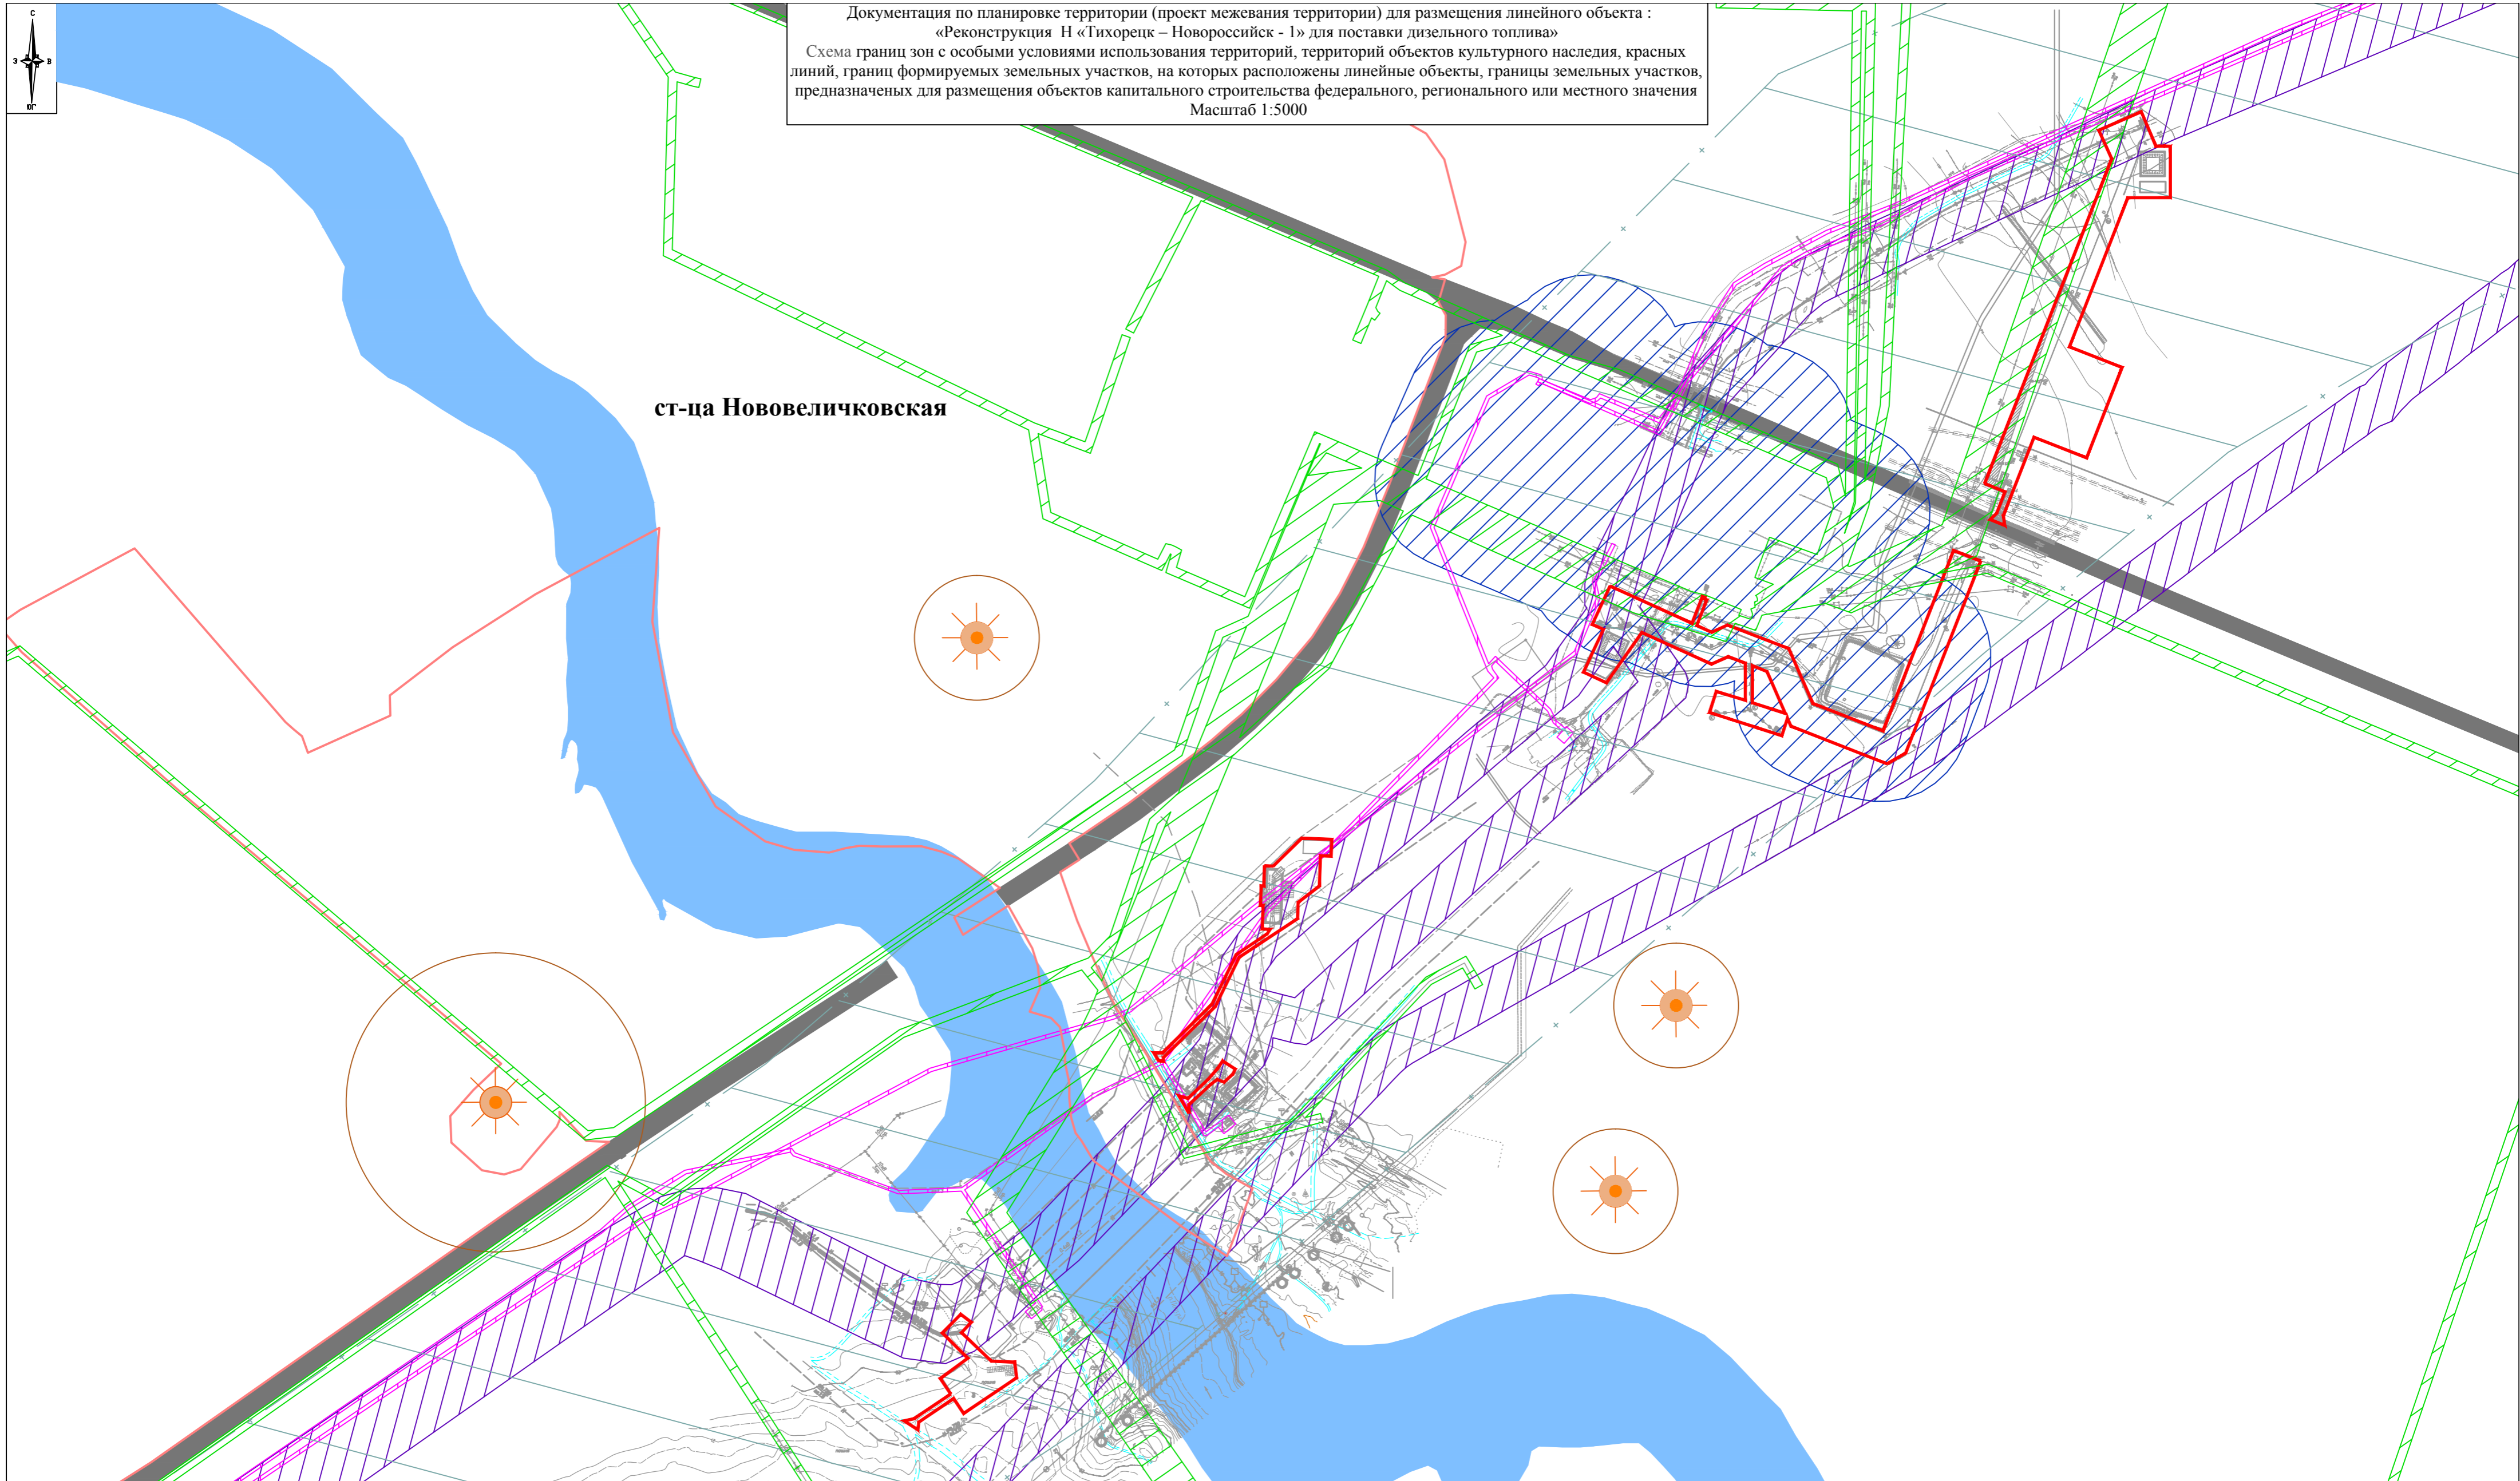 С
З В
ЮГ
Документация по планировке территории (проект межевания территории) для размещения линейного объекта :
«Реконструкция Н «Тихорецк – Новороссийск - 1» для поставки дизельного топлива»
Схема границ зон с особыми условиями использования территорий, территорий объектов культурного наследия, красных
линий, границ формируемых земельных участков, на которых расположены линейные объекты, границы земельных участков,
предназначеных для размещения объектов капитального строительства федерального, регионального или местного значения
Масштаб 1:5000
ст-ца Нововеличковская